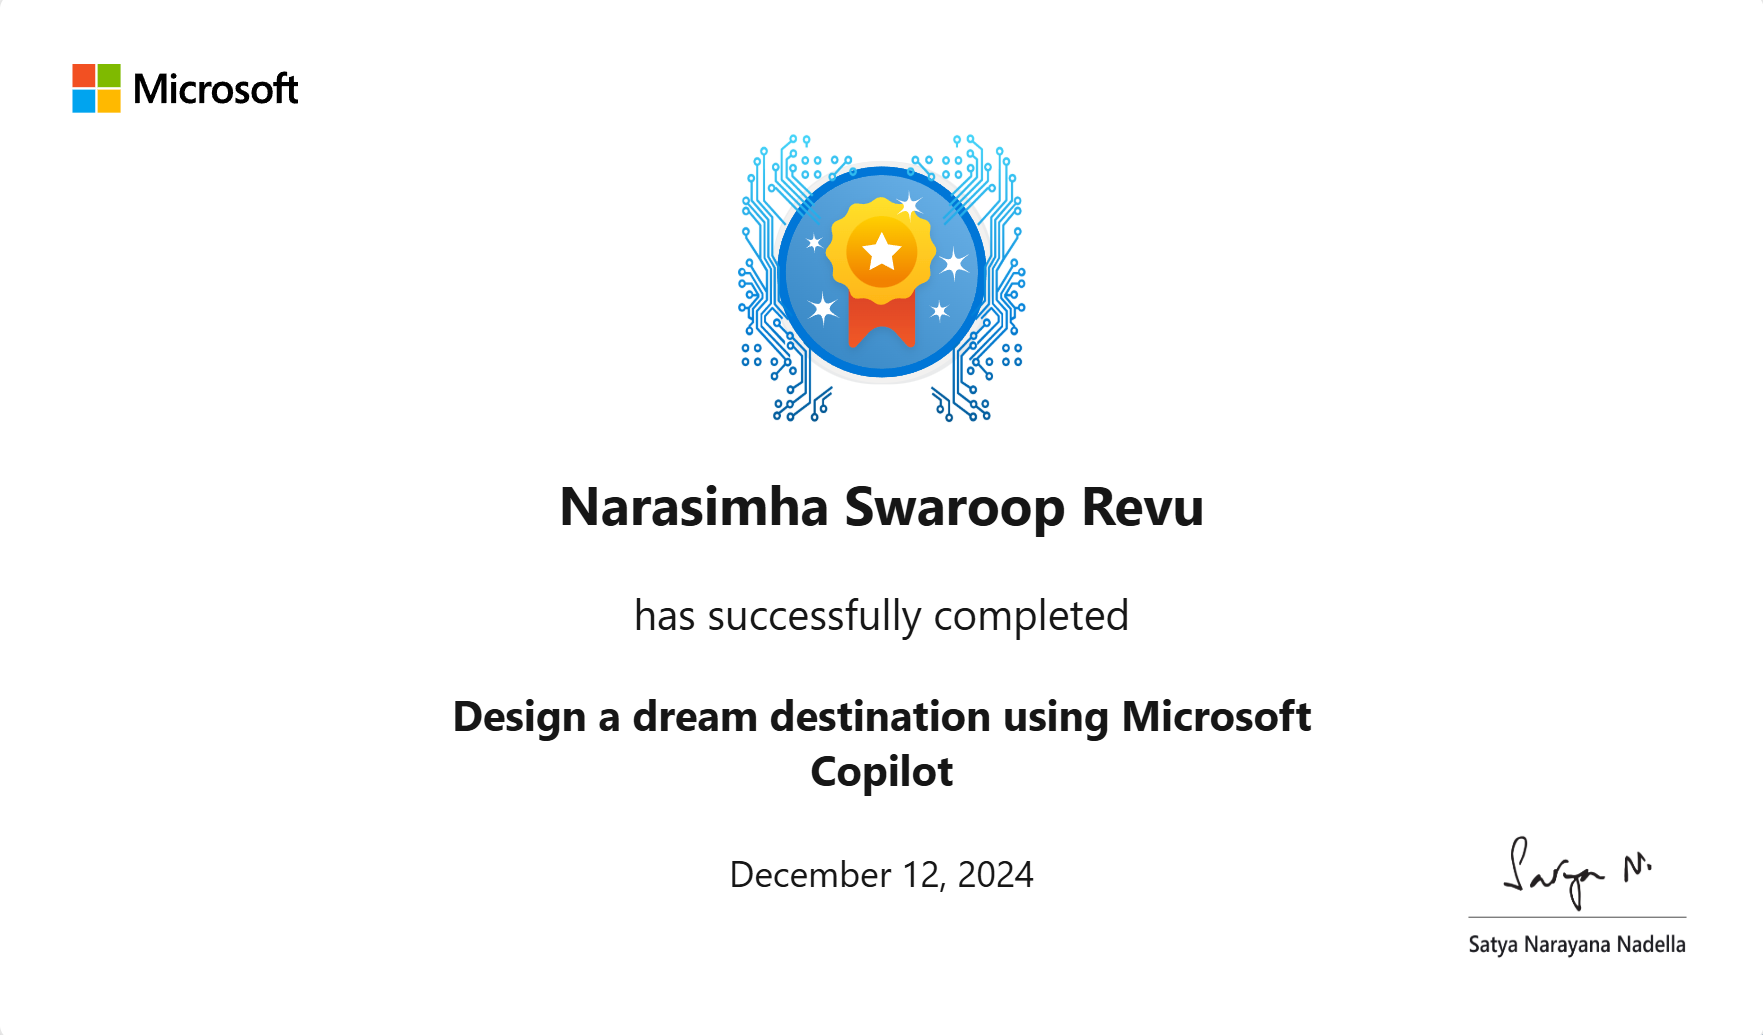 Microsoft
Narasimha Swaroop Revu
has successfully completed
Design a dream destination using Microsoft
Copilot
December 12, 2024
Satya N.
Satya Narayana Nadella